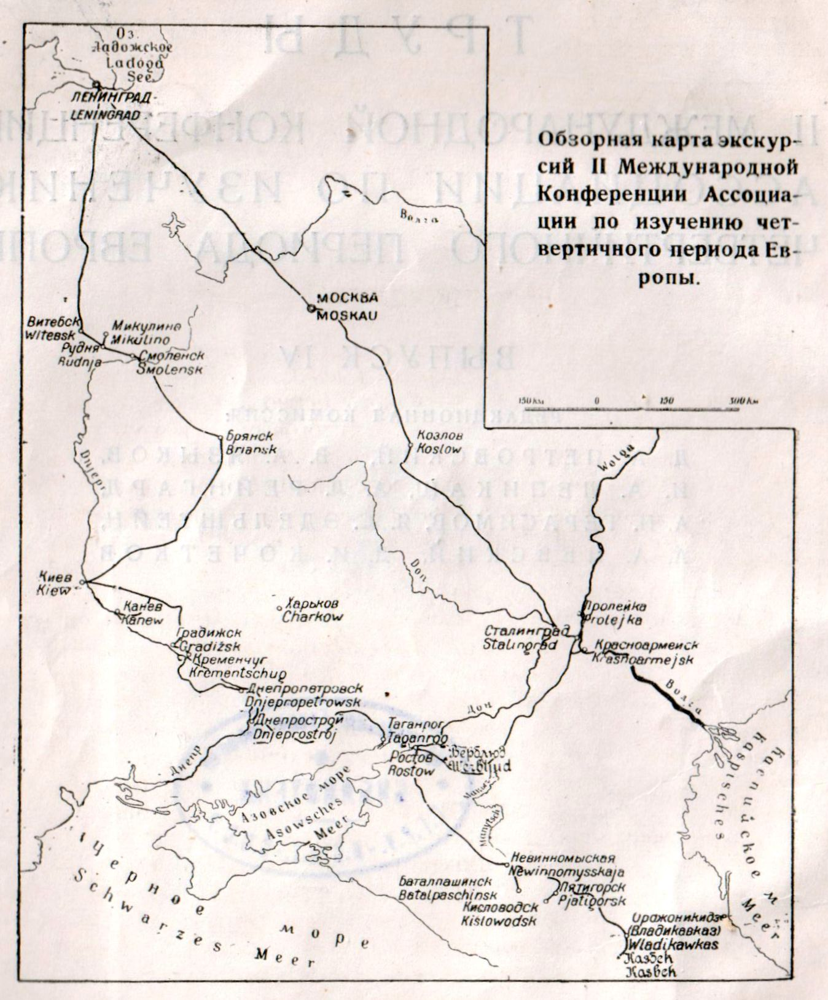 Оз.
Ладожское
Ladoga
See
ЛЕНИНГРАД
LENINGRAD
Обзорная карта экскур-
сий II Международной
Конференции Ассоциа-
ции по изучению чет-
вертичного периода Ев-
ропы.
Волга
МОСКВА
MOSKAU
Витебск
Witebsk
Микулино
Mikulino
Рудня
Rudnja
Смоленск
Smolensk
150 Км 0 150 300 Км
Брянск
Briansk
Козлов
Koslow
Wolga
Dnjepr
Don
Киев
Kiew
Канев
Kanew
Харьков
Charkow
Пролейка
Prolejka
Градижск
Gradižsk
Сталинград
Stalingrad
Красноармейск
Krasnoarmejsk
Кременчуг
Krementschug
Днепропетровск
Dnjepropetrowsk
Волга
Днепрострой
Dnjeprostroj
Дон
Таганрог
Taganrog
Ростов
Rostow
Верблюд
Werbljud
Днепр
Азовское море
Asowsches
Meer
Маныч
Manytsch
Каспийское м
Kaspisches
Meer
Черное
море
Schwarzes Meer
Невинномыская
Newinnomysskaja
Баталпашинск
Batalpaschinsk
Пятигорск
Pjatigorsk
Кисловодск
Kislowodsk
Оражоникидзе
(Владикавказ)
Wladikawkas
Казбек
Kasbek